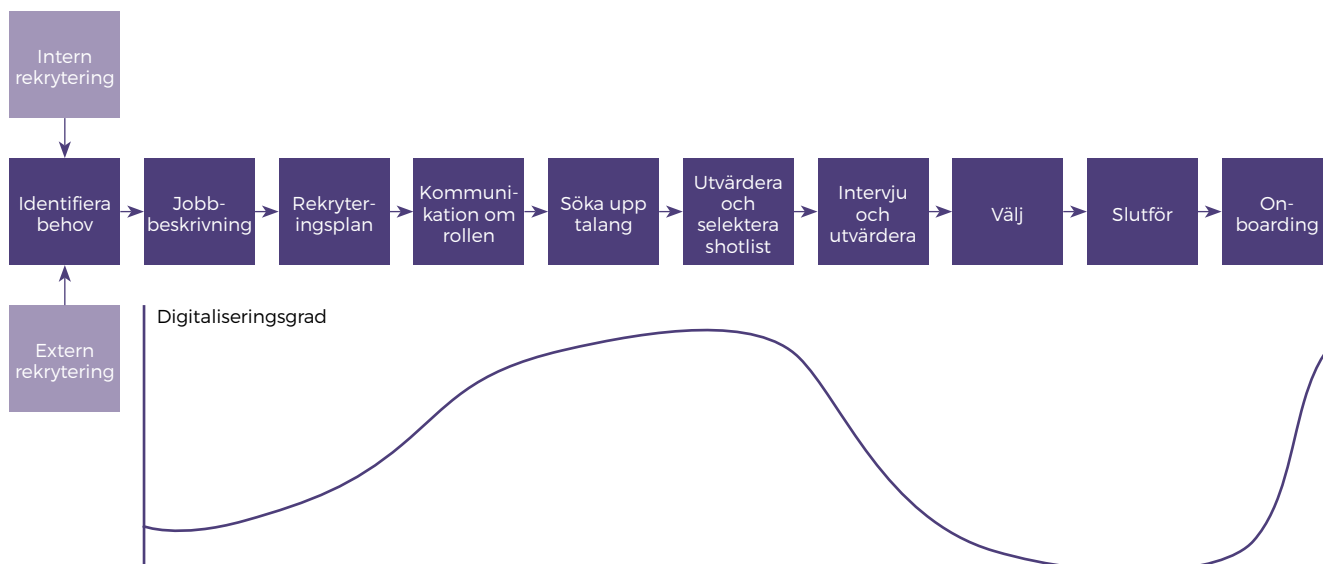 Intern
rekrytering
Identifiera
behov
Jobb-
beskrivning
Rekryter-
ingsplan
Kommuni-
kation om
rollen
Söka upp
talang
Utvärdera
och
selektera
shotlist
Intervju
och
utvärdera
Välj
Slutför
On-
boarding
Extern
rekrytering
Digitaliseringsgrad